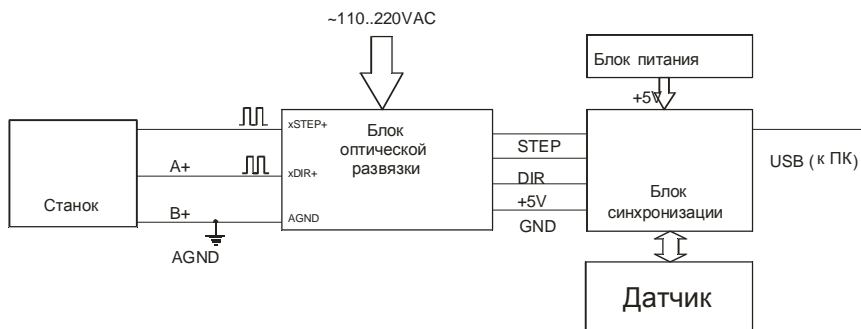 ~110..220VAC
Блок питания
+5V
xSTEP+
Блок
оптической
развязки
STEP
USB ( к ПК)
A+
xDIR+
DIR
Станок
Блок
синхронизации
B+
AGND
+5V
GND
AGND
Датчик